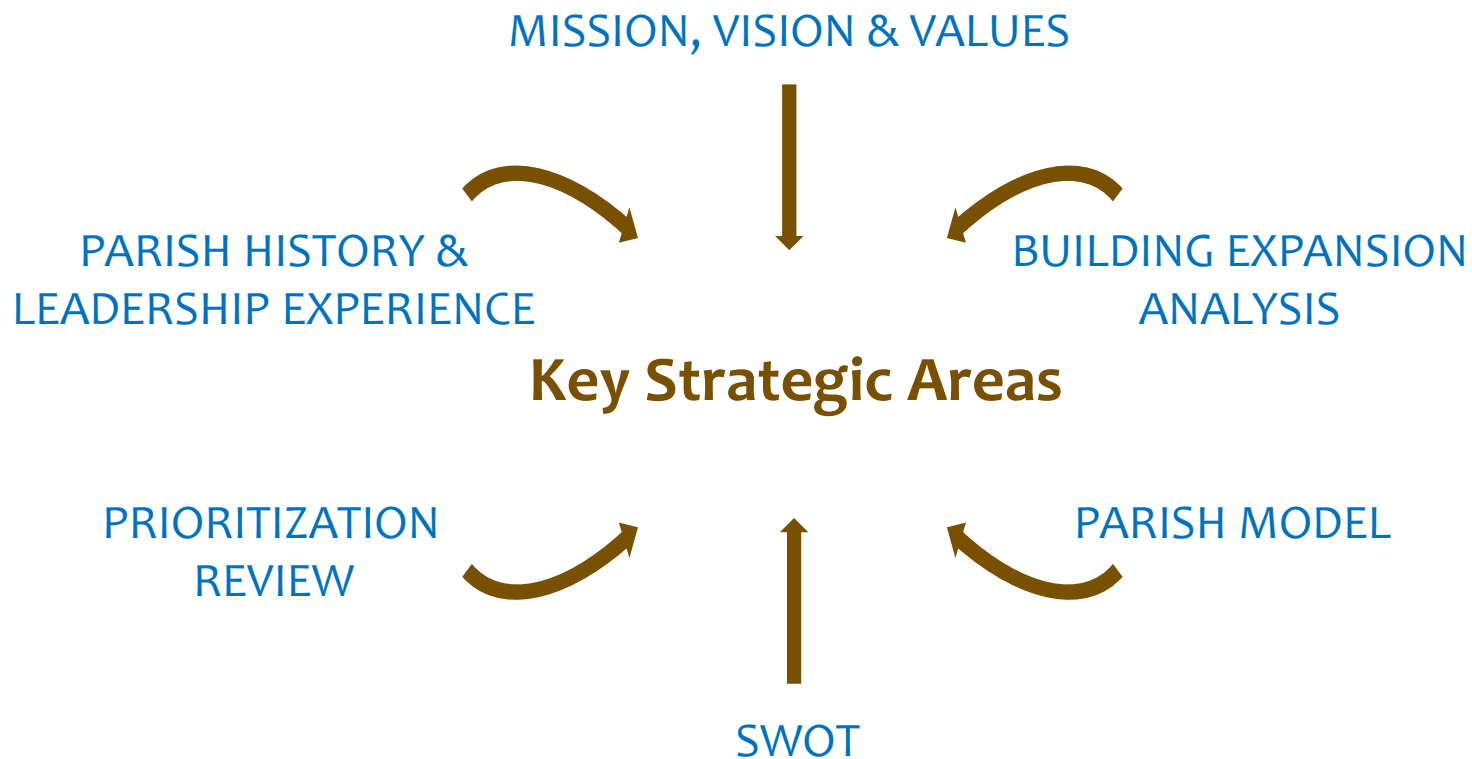 MISSION, VISION & VALUES
PARISH HISTORY &
LEADERSHIP EXPERIENCE
BUILDING EXPANSION
ANALYSIS
Key Strategic Areas
PRIORITIZATION
REVIEW
PARISH MODEL
SWOT